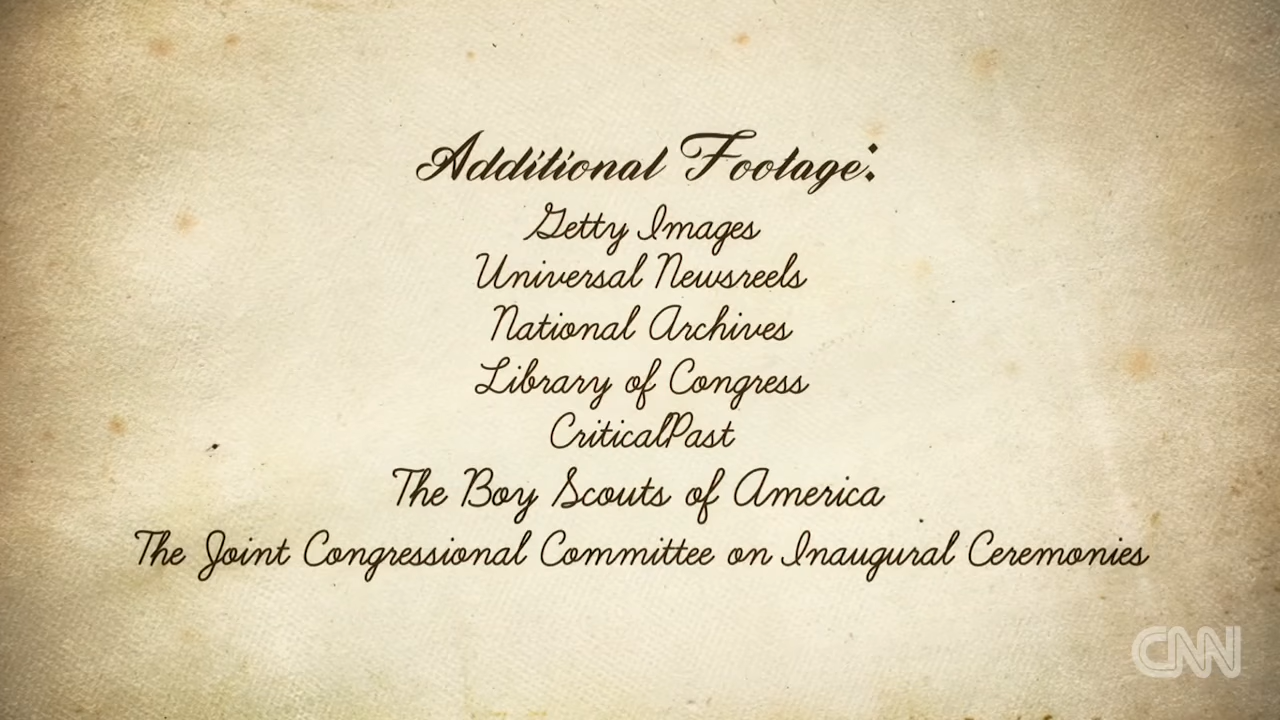 Additional Footage:
Getty Images
Universal Newsreels
National Archives
Library of Congress
CriticalPast
The Boy Scouts of America
The Joint Congressional Committee on Inaugural Ceremonies
CNN